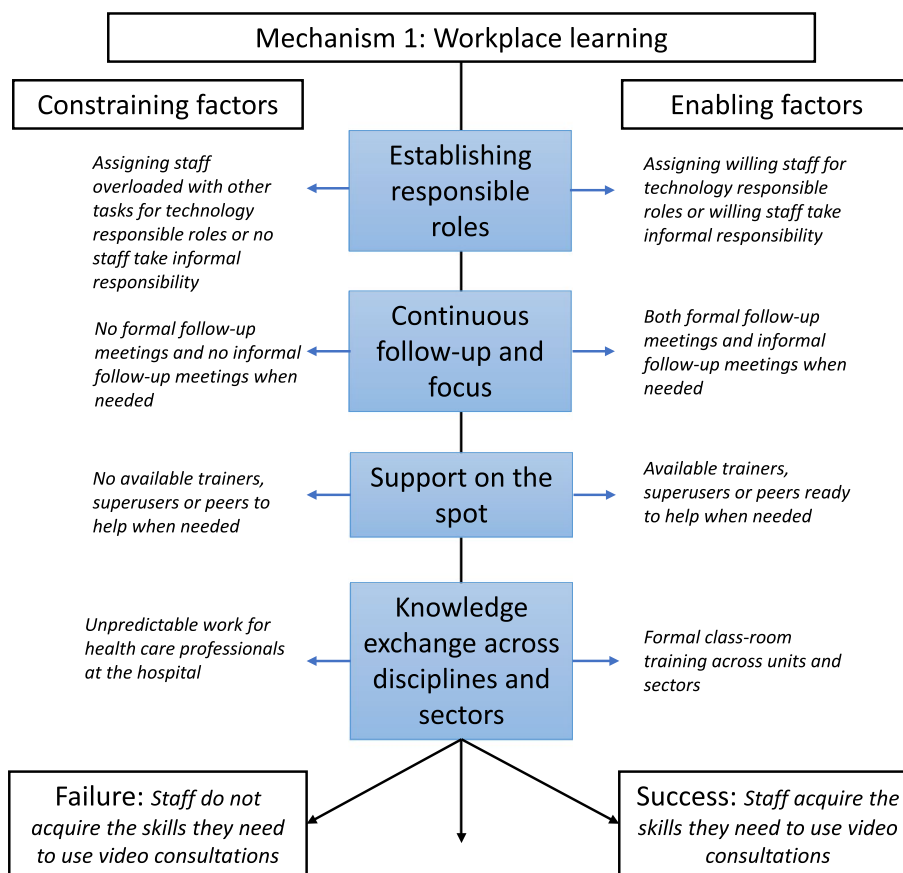 Mechanism 1: Workplace learning
Constraining factors
Enabling factors
Assigning staff
overloaded with other
tasks for technology
responsible roles or no
staff take informal
responsibility
Establishing
responsible
roles
Assigning willing staff for
technology responsible
roles or willing staff take
informal responsibility
No formal follow-up
meetings and no informal
follow-up meetings when
needed
Continuous
follow-up and
focus
Both formal follow-up
meetings and informal
follow-up meetings when
needed
No available trainers,
superusers or peers to
help when needed
Support on the
spot
Available trainers,
superusers or peers ready
to help when needed
Unpredictable work for
health care professionals
at the hospital
Knowledge
exchange across
disciplines and
sectors
Formal class-room
training across units and
sectors
Failure: Staff do not
acquire the skills they need
to use video consultations
Success: Staff acquire the
skills they need to use video
consultations